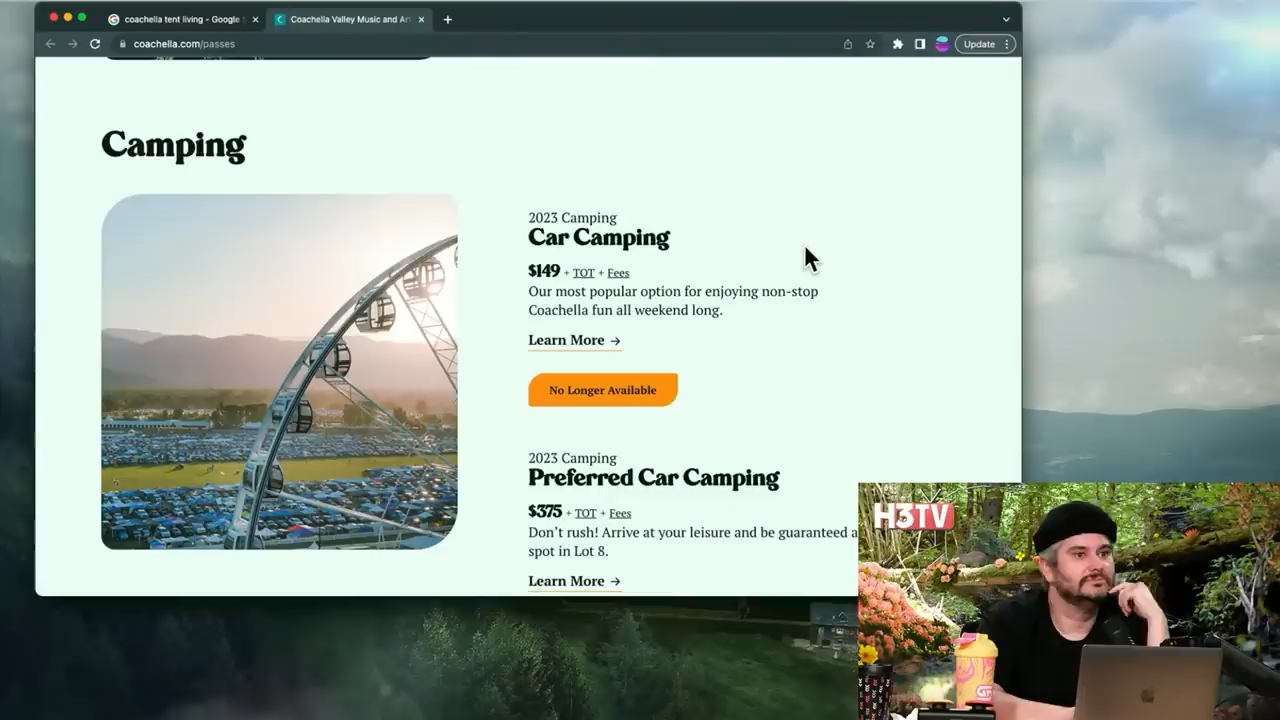 coachella tent living - Google
Coachella Valley Music and Ar
coachella.com/passes
Update
Camping
2023 Camping
Car Camping
$149 + TOT + Fees
Our most popular option for enjoying non-stop
Coachella fun all weekend long.
Learn More →
No Longer Available
2023 Camping
Preferred Car Camping
$375 + TOT + Fees
Don't rush! Arrive at your leisure and be guaranteed a
spot in Lot 8.
Learn More →
H3TV